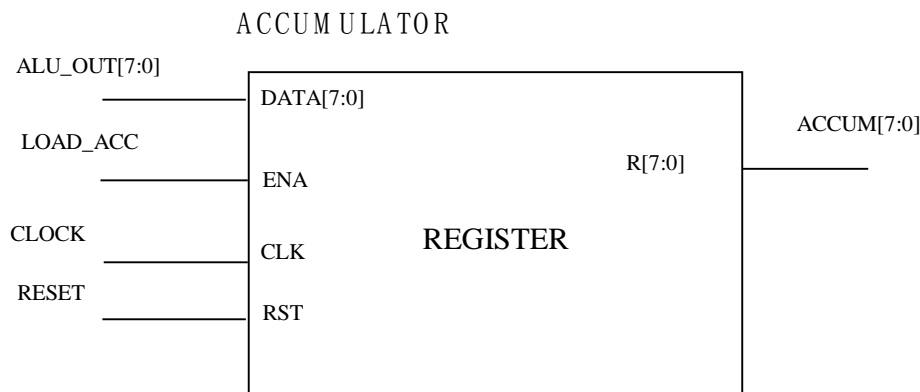 ACCUMULATOR
ALU_OUT[7:0]
DATA[7:0]
ACCUM[7:0]
LOAD_ACC
R[7:0]
ENA
CLOCK
CLK
REGISTER
RESET
RST